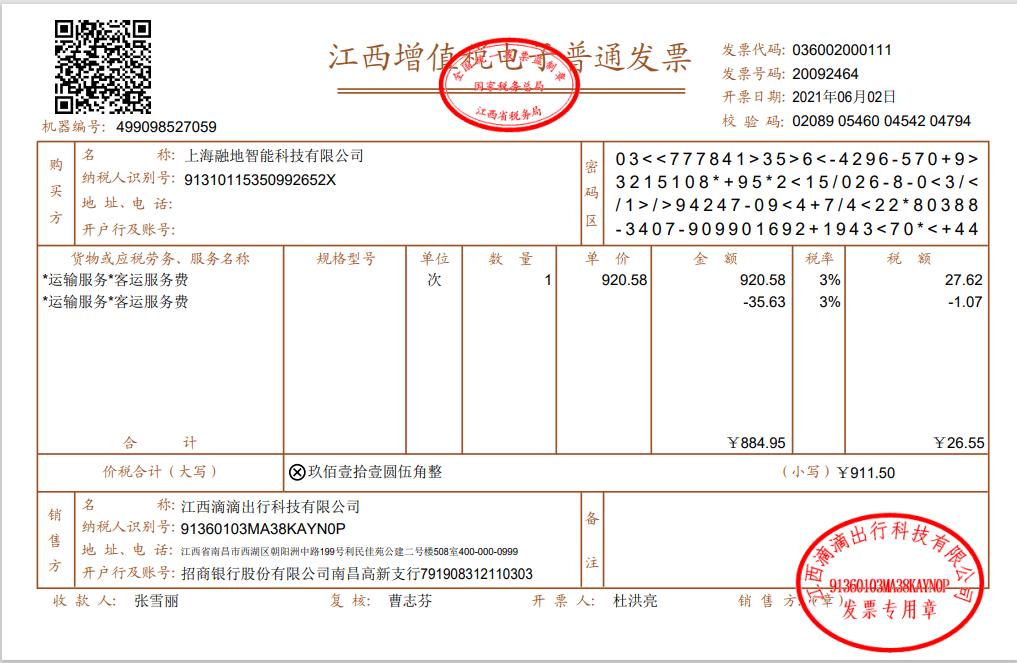 江西增值税电子普通发票
全国统一发票监制章
国家税务总局
江西省税务局
发票代码: 036002000111
发票号码: 20092464
开票日期: 2021年06月02日
校 验 码: 02089 05460 04542 04794
机器编号: 499098527059
购买方
名 称: 上海融地智能科技有限公司
纳税人识别号: 91310115350992652X
地 址、电 话:
开户行及账号:
密码区
03<<777841>35>6<-4296-570+9>
3215108*+95*2<15/026-8-0<3/<
/1>/>94247-09<4+7/4<22*80388
-3407-909901692+1943<70*<+44
货物或应税劳务、服务名称 规格型号 单位 数 量 单 价 金 额 税率 税 额
*运输服务*客运服务费 次 1 920.58 920.58 3% 27.62
*运输服务*客运服务费 -35.63 3% -1.07
合 计 ￥884.95 ￥26.55
价税合计（大写） ⊗玖佰壹拾壹圆伍角整 （小写）￥911.50
销售方
名 称: 江西滴滴出行科技有限公司
纳税人识别号: 91360103MA38KAYN0P
地 址、电 话: 江西省南昌市西湖区朝阳洲中路199号利民佳苑公建二号楼508室400-000-0999
开户行及账号: 招商银行股份有限公司南昌高新支行791908312110303
备注
收 款 人: 张雪丽 复 核: 曹志芬 开 票 人: 杜洪亮 销 售 方:（章）
江西滴滴出行科技有限公司
91360103MA38KAYN0P
发票专用章